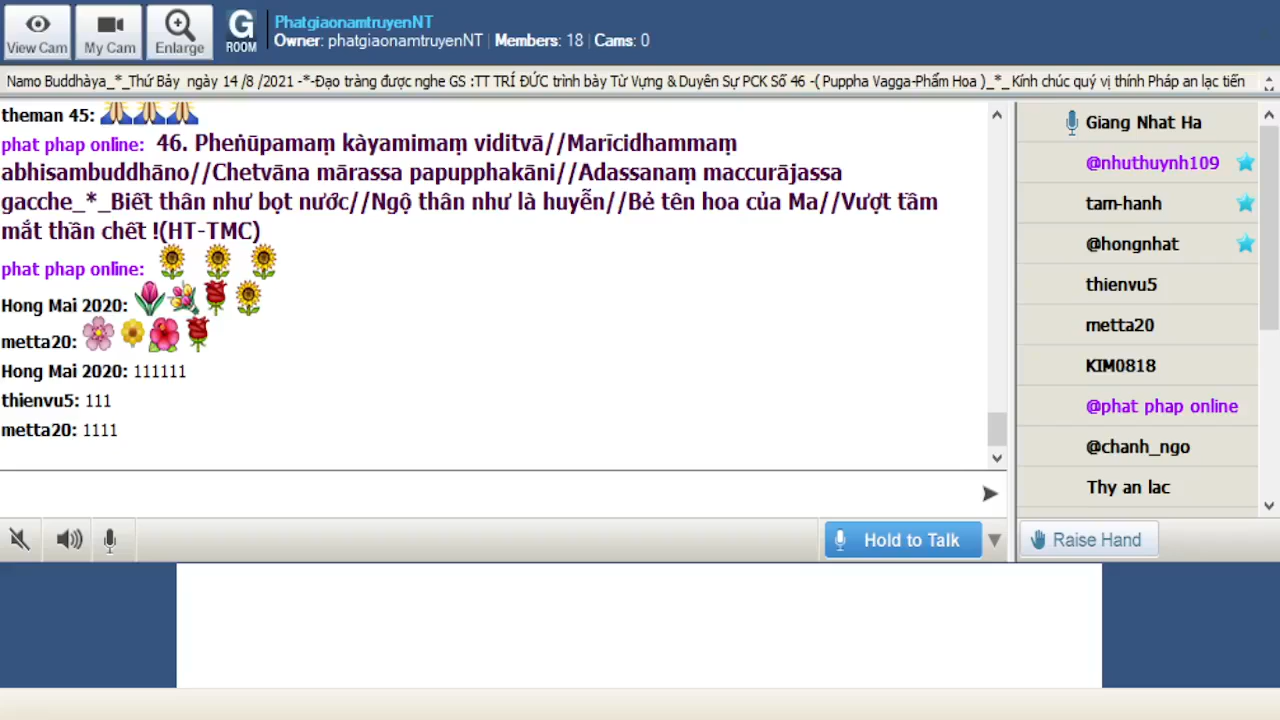 View Cam
My Cam
Enlarge
G
ROOM
PhatgiaonamtruyenNT
Owner: phatgiaonamtruyenNT | Members: 18 | Cams: 0
Namo Buddhàya_*_Thứ Bảy ngày 14 /8 /2021 -*-Đạo tràng được nghe GS :TT TRÍ ĐỨC trình bày Từ Vựng & Duyên Sự PCK Số 46 -( Puppha Vagga-Phẩm Hoa )_*_Kính chúc quý vị thính Pháp an lạc tiến
theman 45:
phat phap online: 46. Pheṅūpamaṃ kàyamimaṃ viditvā//Marīcidhammaṃ
abhisambuddhāno//Chetvāna mārassa papupphakāni//Adassanaṃ maccurājassa
gacche_*_Biết thân như bọt nước//Ngộ thân như là huyễn//Bẻ tên hoa của Ma//Vượt tầm
mắt thần chết !(HT-TMC)
phat phap online:
Hong Mai 2020:
metta20:
Hong Mai 2020: 111111
thienvu5: 111
metta20: 1111
Giang Nhat Ha
@nhuthuynh109
tam-hanh
@hongnhat
thienvu5
metta20
KIM0818
@phat phap online
@chanh_ngo
Thy an lac
Hold to Talk
Raise Hand